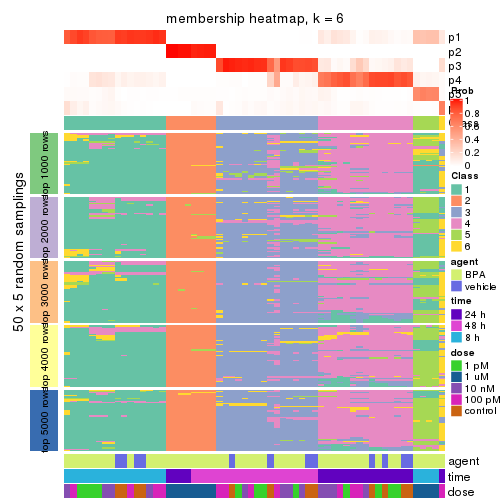 membership heatmap, k = 6
p1
p2
p3
p4
p5
Prob
1
0.8
0.6
0.4
0.2
0
Class
1
2
3
4
5
6
agent
BPA
vehicle
time
24 h
48 h
8 h
dose
1 pM
1 uM
10 nM
100 pM
control
50 x 5 random samplings
top 1000 rows
top 2000 rows
top 3000 rows
top 4000 rows
top 5000 rows
agent
time
dose